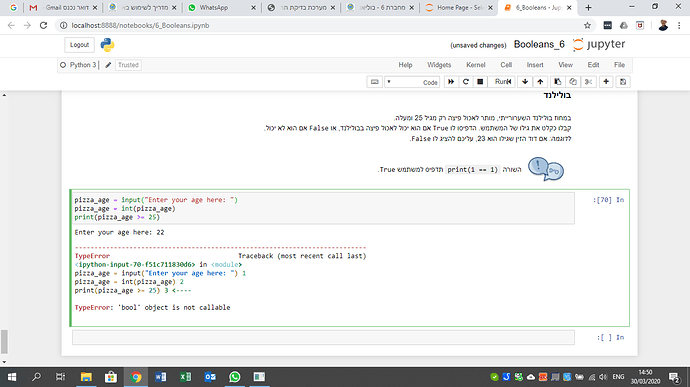 Gmail דואר נכנס
מדריך לשימוש ב
WhatsApp
מערכת בדיקת הת
מחברת 6 - בולינ
Home Page - Sele
6_Booleans - Jup
localhost:8888/notebooks/6_Booleans.ipynb
Logout
(unsaved changes) Booleans_6 jupyter
Python 3 Trusted Help Widgets Kernel Cell Insert View Edit File
Code Run
בולילנד
במחוז בולילנד השערורייתי, מותר לאכול פיצה רק מגיל 25 ומעלה.
קבלו כקלט את גילו של המשתמש. הדפיסו לו True אם הוא יכול לאכול פיצה בבולילנד, או False אם הוא לא יכול.
לדוגמה: אם דוד הזין שגילו הוא 23, עליכם להציג לו False.
השורה print(1 == 1) תדפיס למשתמש True.
:[70] In
pizza_age = input("Enter your age here: ")
pizza_age = int(pizza_age)
print(pizza_age >= 25)
Enter your age here: 22
---------------------------------------------------------------------------
TypeError Traceback (most recent call last)
<ipython-input-70-f51c711830d6> in <module>
pizza_age = input("Enter your age here: ") 1
pizza_age = int(pizza_age) 2
print(pizza_age >= 25) 3 <----
TypeError: 'bool' object is not callable
:[ ] In
ENG
14:50
30/03/2020